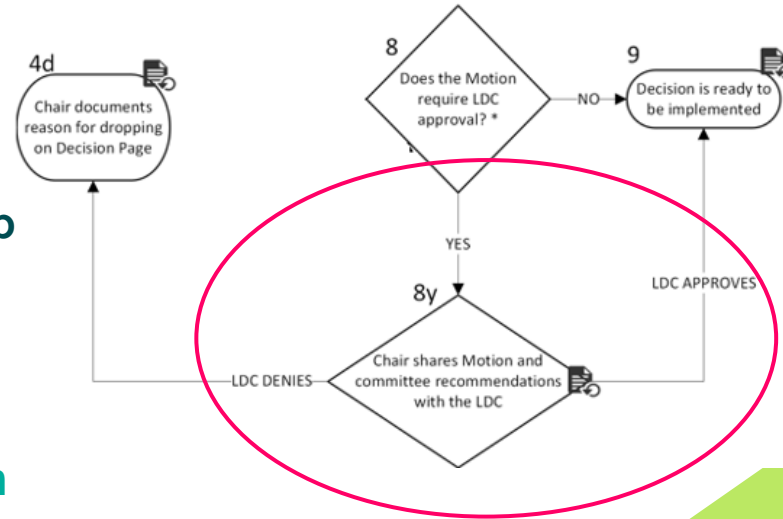 4d
Chair documents
reason for dropping
on Decision Page
8
Does the Motion
require LDC
approval? *
NO
9
Decision is ready to
be implemented
YES
8y
Chair shares Motion and
committee recommendations
with the LDC
LDC DENIES
LDC APPROVES